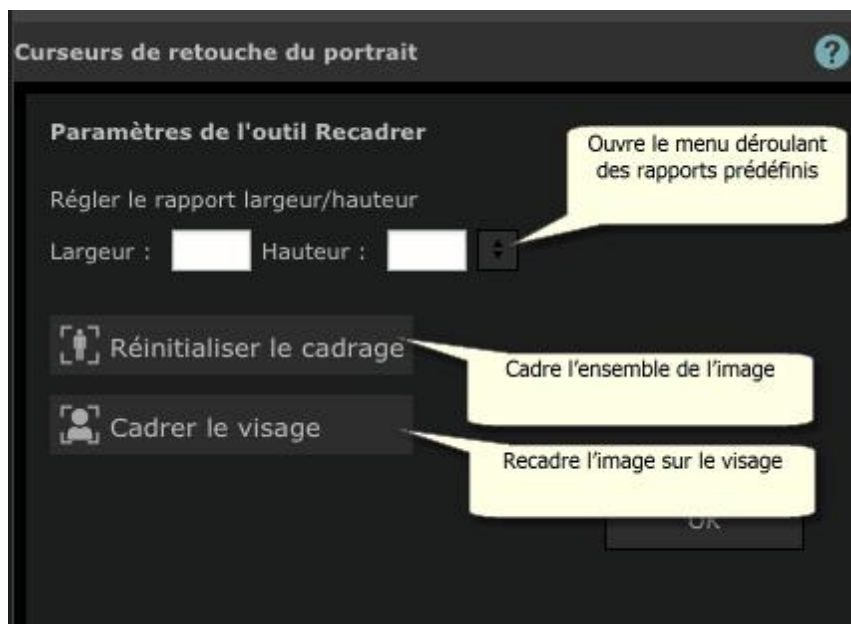 Curseurs de retouche du portrait
?
Paramètres de l'outil Recadrer
Ouvre le menu déroulant
des rapports prédéfinis
Régler le rapport largeur/hauteur
Largeur : Hauteur :
Réinitialiser le cadrage
Cadre l’ensemble de l’image
Cadrer le visage
Recadre l’image sur le visage
OK